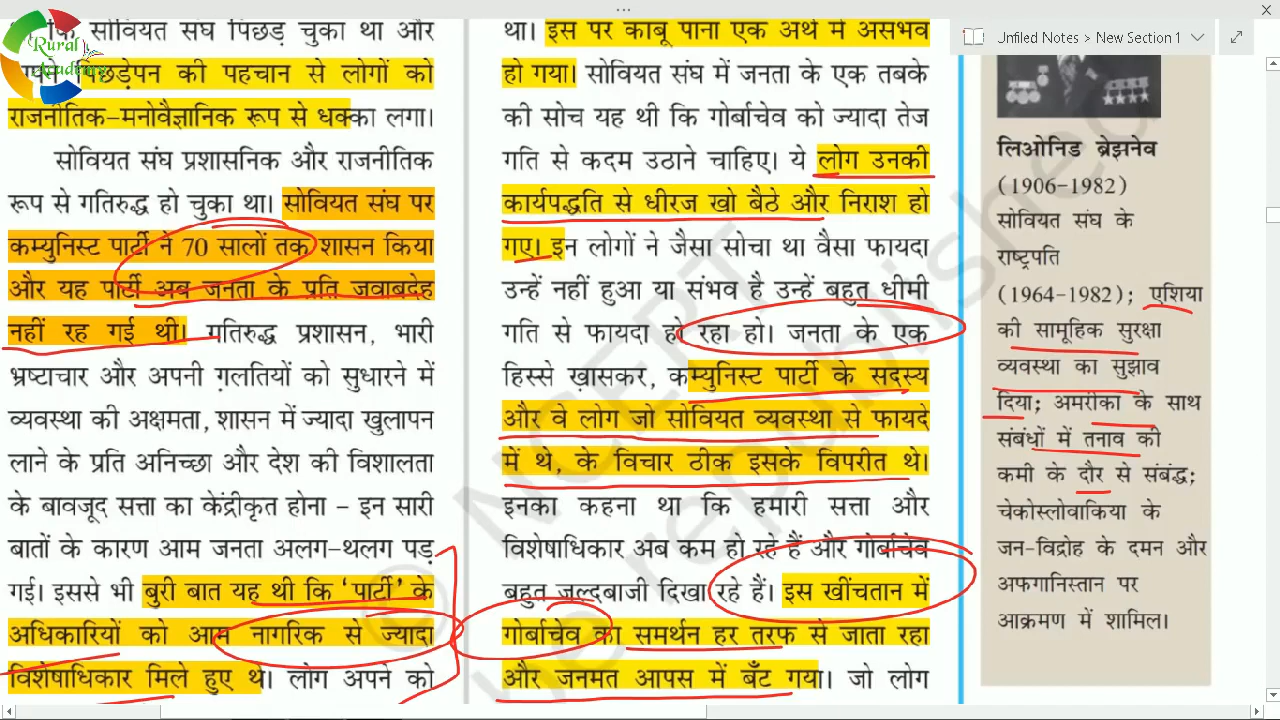 Rural
Academy
Unfiled Notes > New Section 1
कि सोवियत संघ पिछड़ चुका था और
पिछड़ेपन की पहचान से लोगों को
राजनीतिक-मनोवैज्ञानिक रूप से धक्का लगा।
सोवियत संघ प्रशासनिक और राजनीतिक
रूप से गतिरुद्ध हो चुका था। सोवियत संघ पर
कम्युनिस्ट पार्टी ने 70 सालों तक शासन किया
और यह पार्टी अब जनता के प्रति जवाबदेह
नहीं रह गई थी। गतिरुद्ध प्रशासन, भारी
भ्रष्टाचार और अपनी ग़लतियों को सुधारने में
व्यवस्था की अक्षमता, शासन में ज्यादा खुलापन
लाने के प्रति अनिच्छा और देश की विशालता
के बावजूद सत्ता का केंद्रीकृत होना – इन सारी
बातों के कारण आम जनता अलग-थलग पड़
गई। इससे भी बुरी बात यह थी कि ‘पार्टी’ के
अधिकारियों को आम नागरिक से ज्यादा
विशेषाधिकार मिले हुए थे। लोग अपने को
था। इस पर काबू पाना एक अर्थ में असंभव
हो गया। सोवियत संघ में जनता के एक तबके
की सोच यह थी कि गोर्बाचेव को ज्यादा तेज
गति से कदम उठाने चाहिए। ये लोग उनकी
कार्यपद्धति से धीरज खो बैठे और निराश हो
गए। इन लोगों ने जैसा सोचा था वैसा फायदा
उन्हें नहीं हुआ या संभव है उन्हें बहुत धीमी
गति से फायदा हो रहा हो। जनता के एक
हिस्से ख़ासकर, कम्युनिस्ट पार्टी के सदस्य
और वे लोग जो सोवियत व्यवस्था से फायदे
में थे, के विचार ठीक इसके विपरीत थे।
इनका कहना था कि हमारी सत्ता और
विशेषाधिकार अब कम हो रहे हैं और गोर्बाचेव
बहुत जल्दबाजी दिखा रहे हैं। इस खींचतान में
गोर्बाचेव का समर्थन हर तरफ से जाता रहा
और जनमत आपस में बँट गया। जो लोग
लिओनिड ब्रेझनेव
(1906-1982)
सोवियत संघ के
राष्ट्रपति
(1964-1982); एशिया
की सामूहिक सुरक्षा
व्यवस्था का सुझाव
दिया; अमरीका के साथ
संबंधों में तनाव की
कमी के दौर से संबद्ध;
चेकोस्लोवाकिया के
जन-विद्रोह के दमन और
अफगानिस्तान पर
आक्रमण में शामिल।
© NCERT
be republished